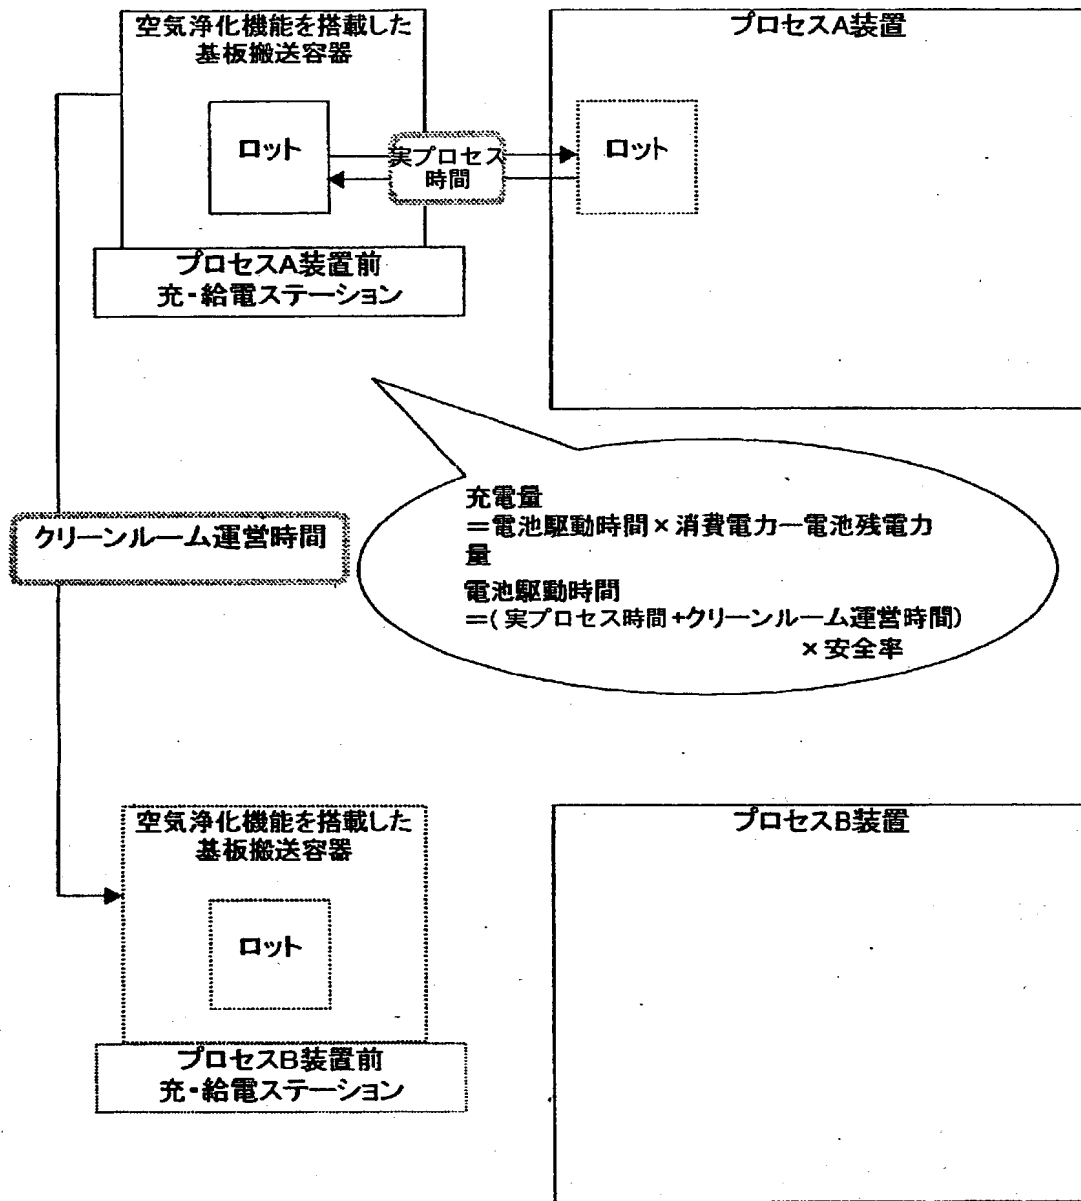 空気浄化機能を搭載した
基板搬送容器
プロセスA装置
ロット
実プロセス
時間
ロット
プロセスA装置前
充・給電ステーション
充電量
=電池駆動時間×消費電力ー電池残電力
量
電池駆動時間
=(実プロセス時間+クリーンルーム運営時間)
×安全率
クリーンルーム運営時間
空気浄化機能を搭載した
基板搬送容器
プロセスB装置
ロット
プロセスB装置前
充・給電ステーション